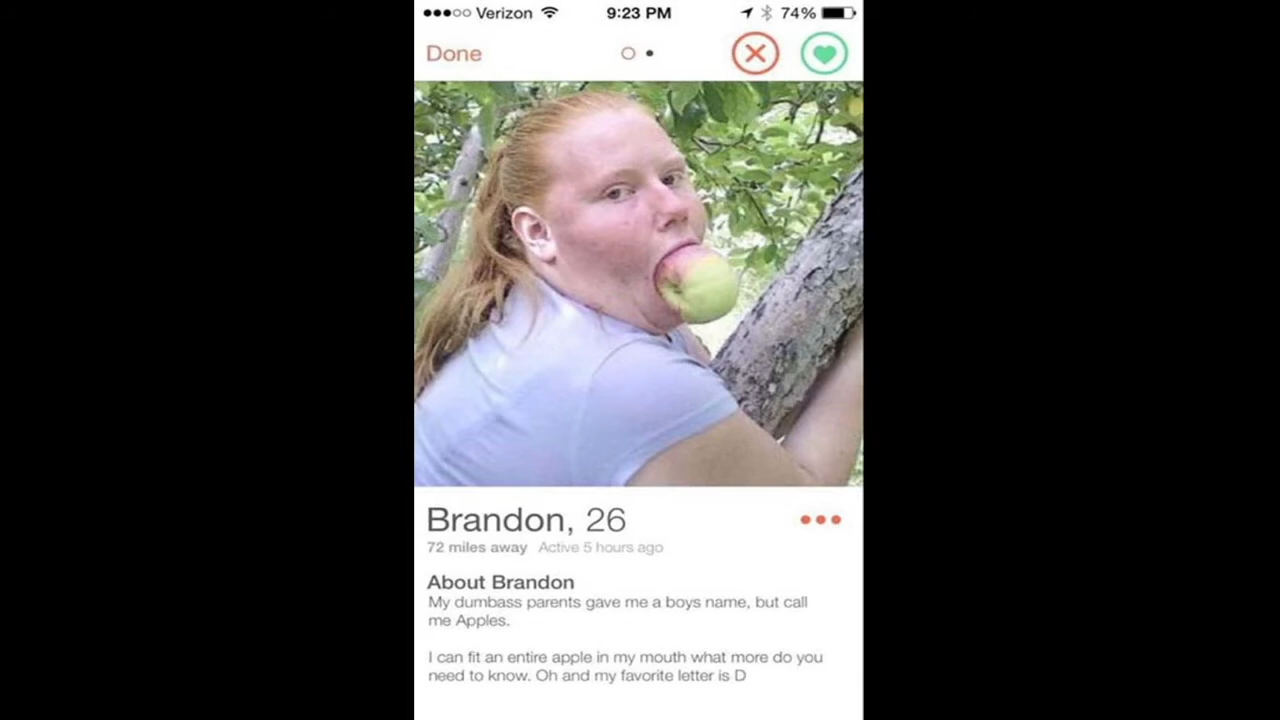 Verizon 9:23 PM 74%
Done
Brandon, 26
72 miles away Active 5 hours ago
About Brandon
My dumbass parents gave me a boys name, but call
me Apples.
I can fit an entire apple in my mouth what more do you
need to know. Oh and my favorite letter is D